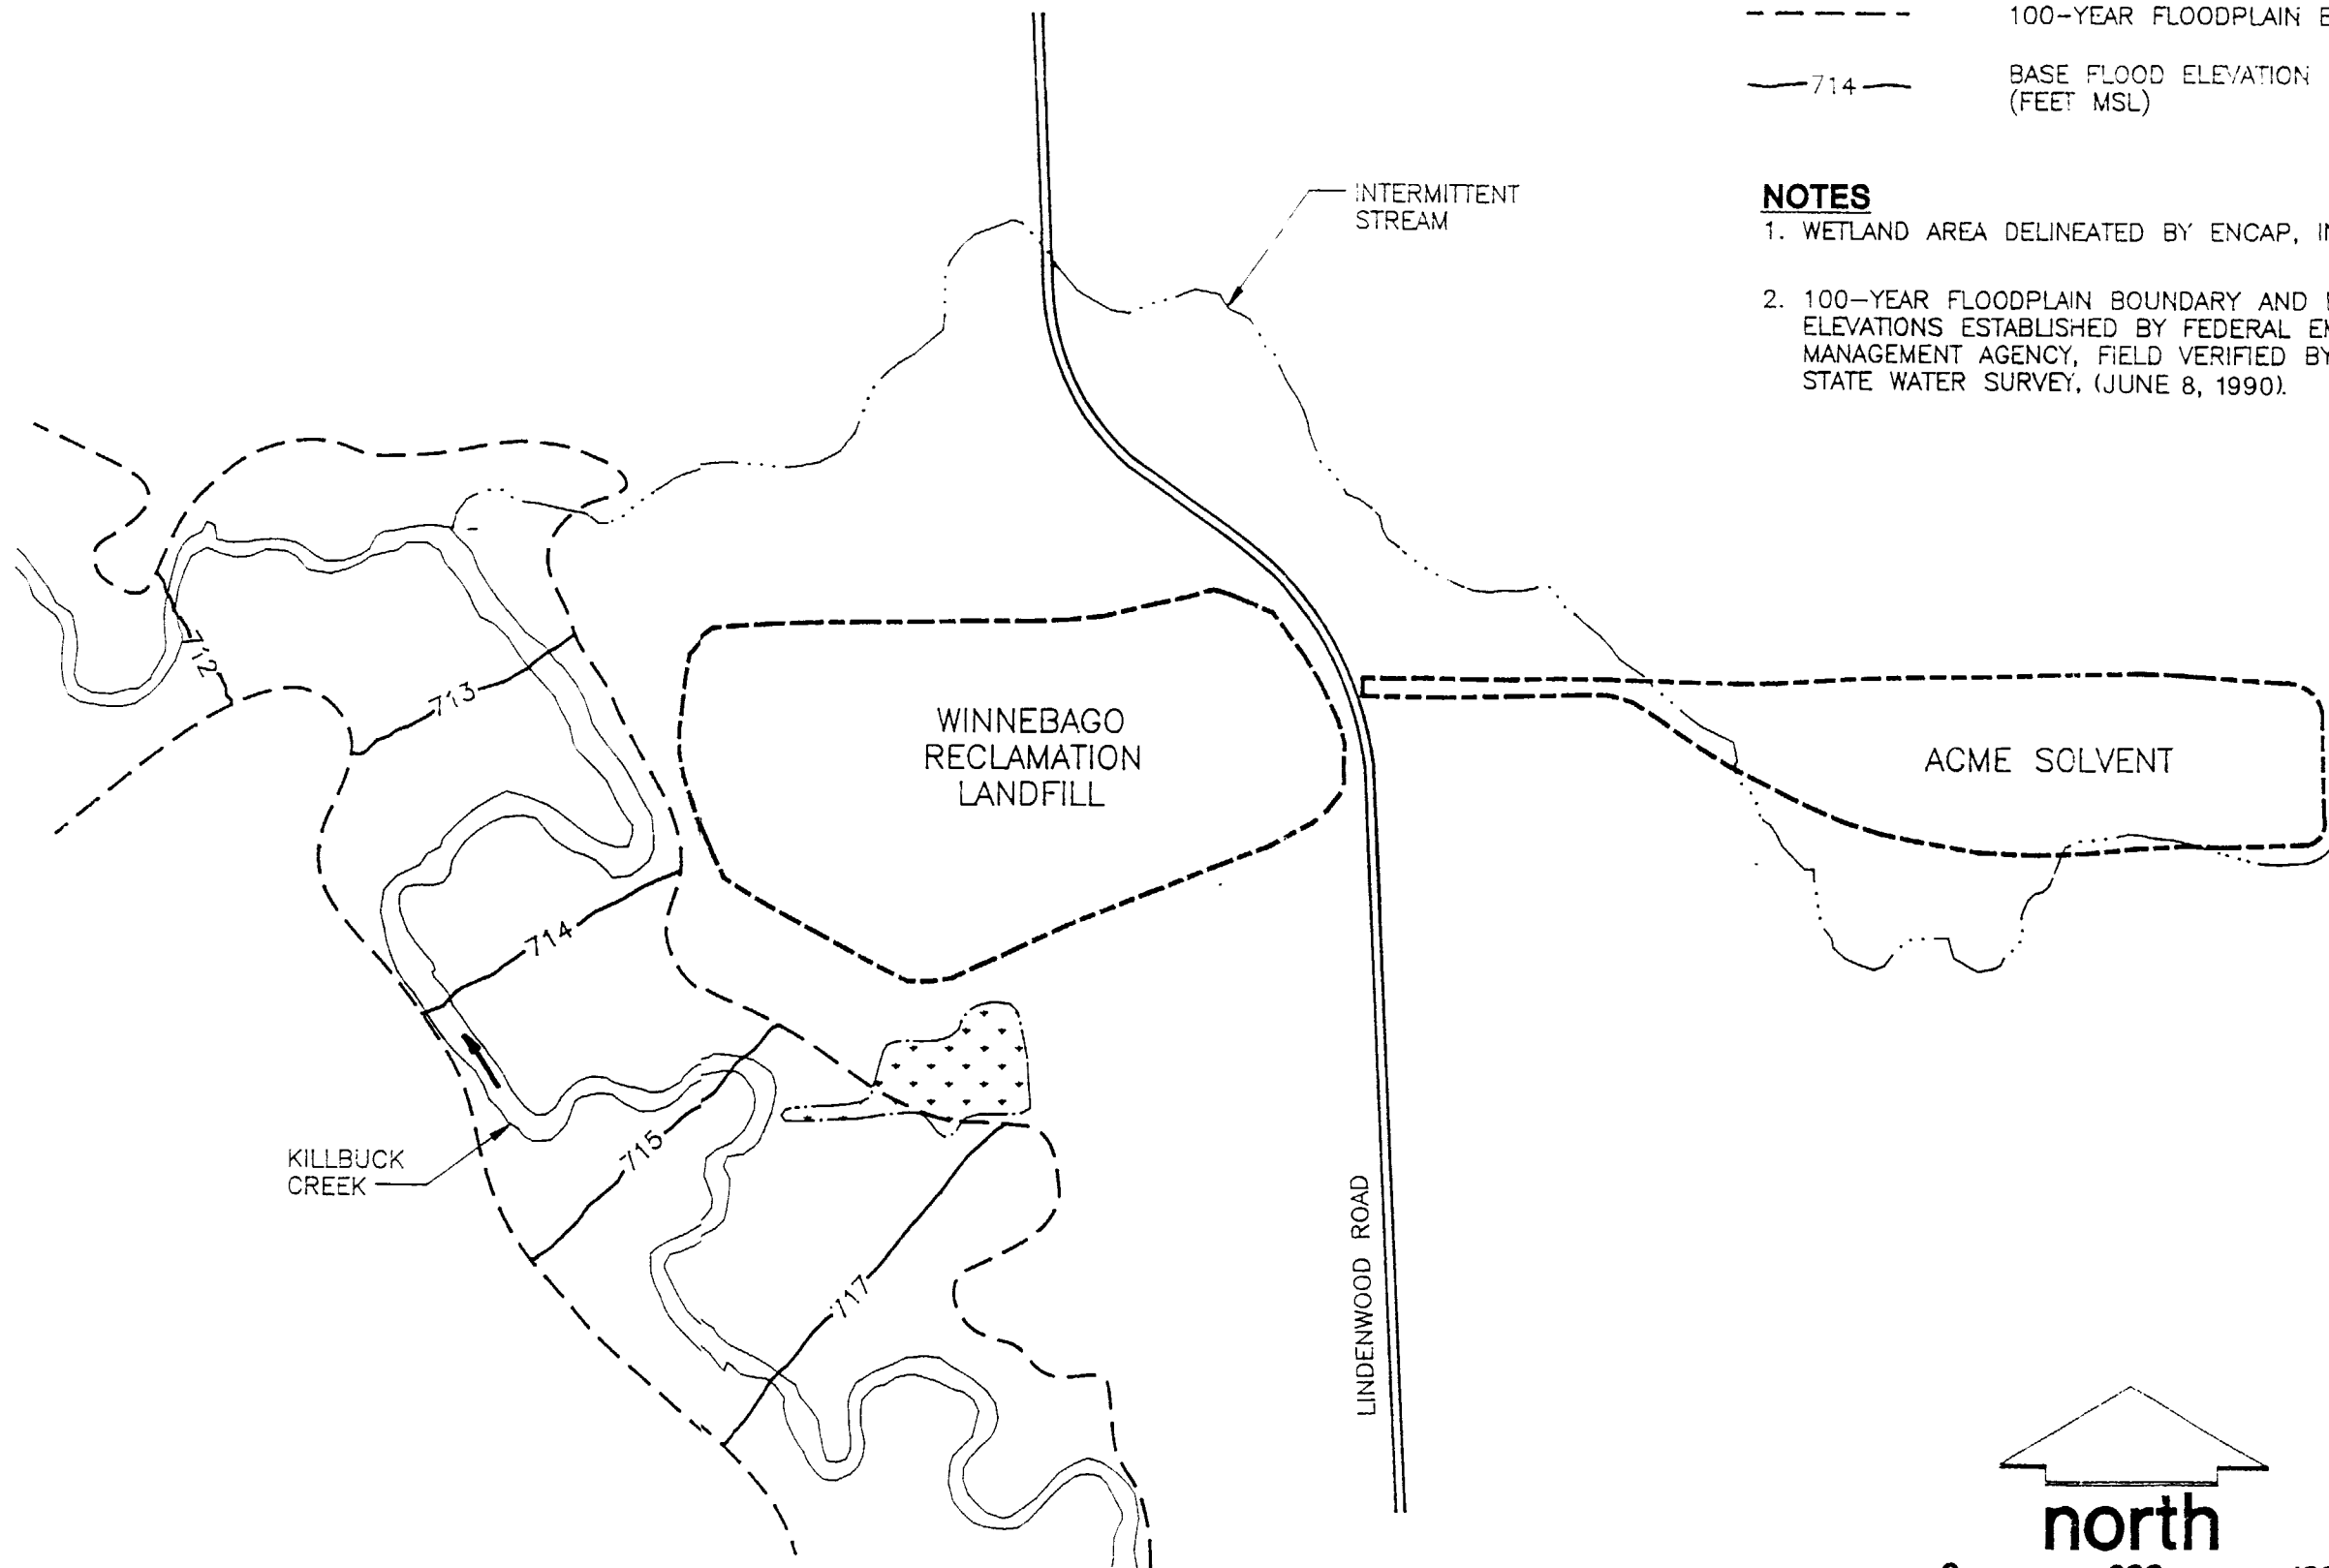 100-YEAR FLOODPLAIN
714
BASE FLOOD ELEVATION
(FEET MSL)
NOTES
1. WETLAND AREA DELINEATED BY ENCAP,
2. 100-YEAR FLOODPLAIN BOUNDARY AND
ELEVATIONS ESTABLISHED BY FEDERAL
MANAGEMENT AGENCY, FIELD VERIFIED BY
STATE WATER SURVEY, (JUNE 8, 1990).
INTERMITTENT
STREAM
712
713
WINNEBAGO
RECLAMATION
LANDFILL
ACME SOLVENT
714
715
KILLBUCK
CREEK
717
LINDENWOOD ROAD
north